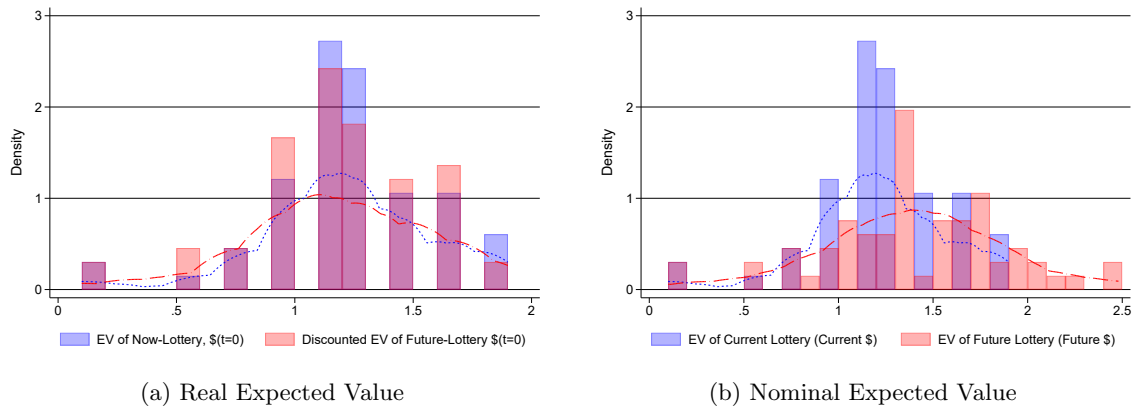 3
2
1
0
Density
0
.5
1
1.5
2
EV of Now-Lottery, $(t=0)
Discounted EV of Future-Lottery $(t=0)
(a) Real Expected Value
3
2
1
0
Density
0
.5
1
1.5
2
2.5
EV of Current Lottery (Current $)
EV of Future Lottery (Future $)
(b) Nominal Expected Value